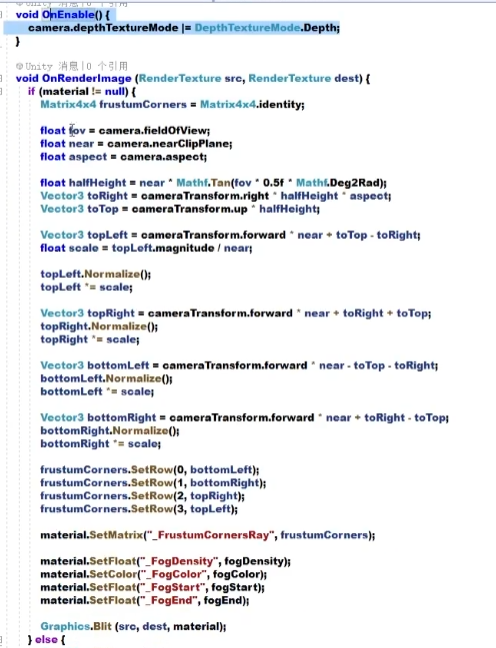 Unity 消息|0 个引用
void OnEnable() {
camera.depthTextureMode |= DepthTextureMode.Depth;
}
Unity 消息|0 个引用
void OnRenderImage (RenderTexture src, RenderTexture dest) {
if (material != null) {
Matrix4x4 frustumCorners = Matrix4x4.identity;
float fov = camera.fieldOfView;
float near = camera.nearClipPlane;
float aspect = camera.aspect;
float halfHeight = near * Mathf.Tan(fov * 0.5f * Mathf.Deg2Rad);
Vector3 toRight = cameraTransform.right * halfHeight * aspect;
Vector3 toTop = cameraTransform.up * halfHeight;
Vector3 topLeft = cameraTransform.forward * near + toTop - toRight;
float scale = topLeft.magnitude / near;
topLeft.Normalize();
topLeft *= scale;
Vector3 topRight = cameraTransform.forward * near + toRight + toTop;
topRight.Normalize();
topRight *= scale;
Vector3 bottomLeft = cameraTransform.forward * near - toTop - toRight;
bottomLeft.Normalize();
bottomLeft *= scale;
Vector3 bottomRight = cameraTransform.forward * near + toRight - toTop;
bottomRight.Normalize();
bottomRight *= scale;
frustumCorners.SetRow(0, bottomLeft);
frustumCorners.SetRow(1, bottomRight);
frustumCorners.SetRow(2, topRight);
frustumCorners.SetRow(3, topLeft);
material.SetMatrix("_FrustumCornersRay", frustumCorners);
material.SetFloat("_FogDensity", fogDensity);
material.SetColor("_FogColor", fogColor);
material.SetFloat("_FogStart", fogStart);
material.SetFloat("_FogEnd", fogEnd);
Graphics.Blit (src, dest, material);
} else {